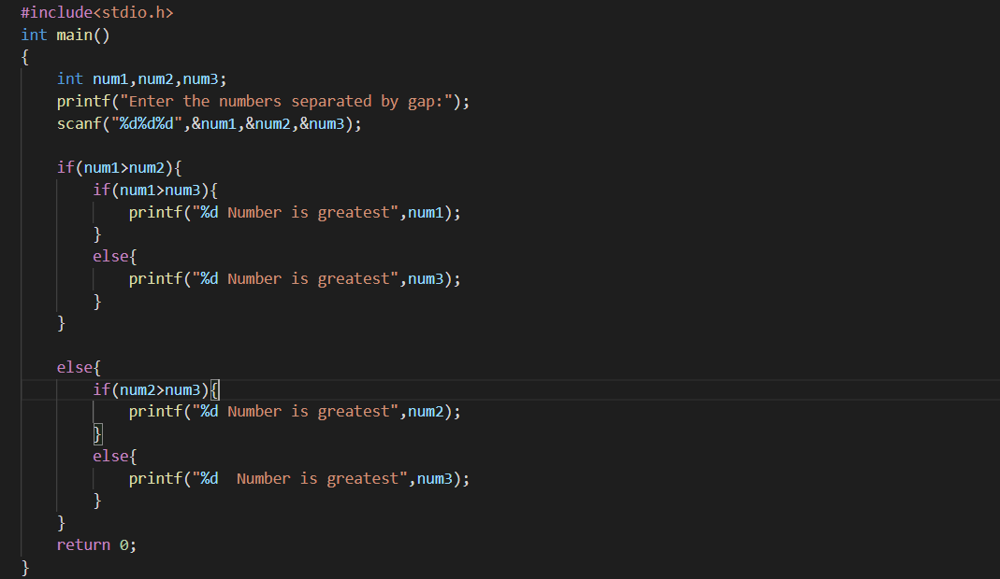 #include<stdio.h>
int main()
{
    int num1,num2,num3;
    printf("Enter the numbers separated by gap:");
    scanf("%d%d%d",&num1,&num2,&num3);

    if(num1>num2){
        if(num1>num3){
            printf("%d Number is greatest",num1);
        }
        else{
            printf("%d Number is greatest",num3);
        }
    }

    else{
        if(num2>num3){
            printf("%d Number is greatest",num2);
        }
        else{
            printf("%d  Number is greatest",num3);
        }
    }
    return 0;
}